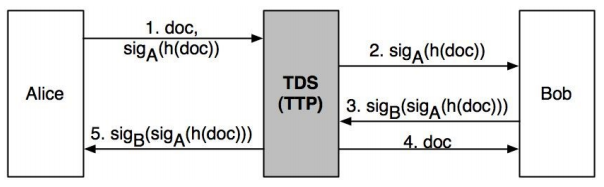 Alice
1. doc,
sigA(h(doc))
TDS
(TTP)
2. sigA(h(doc))
Bob
3. sigB(sigA(h(doc)))
4. doc
5. sigB(sigA(h(doc)))